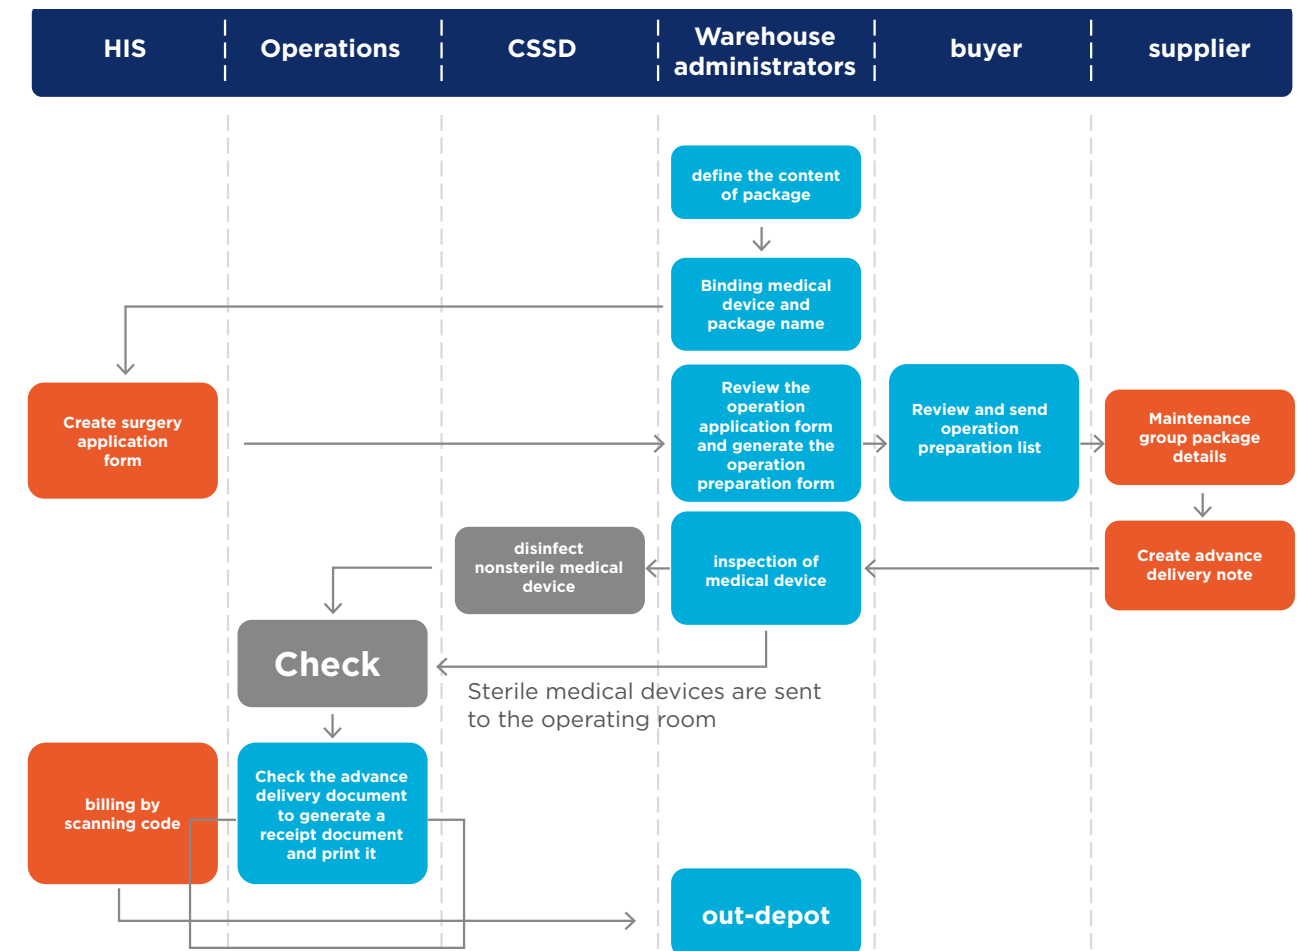 HIS
Operations
CSSD
Warehouse
administrators
buyer
supplier
define the content
of package
Binding medical
device and
package name
Create surgery
application
form
Review the
operation
application form
and generate the
operation
preparation form
Review and send
operation
preparation list
Maintenance
group package
details
disinfect
nonsterile medical
device
inspection of
medical device
Create advance
delivery note
Check
Sterile medical devices are sent
to the operating room
billing by
scanning code
Check the advance
delivery document
to generate a
receipt document
and print it
out-depot